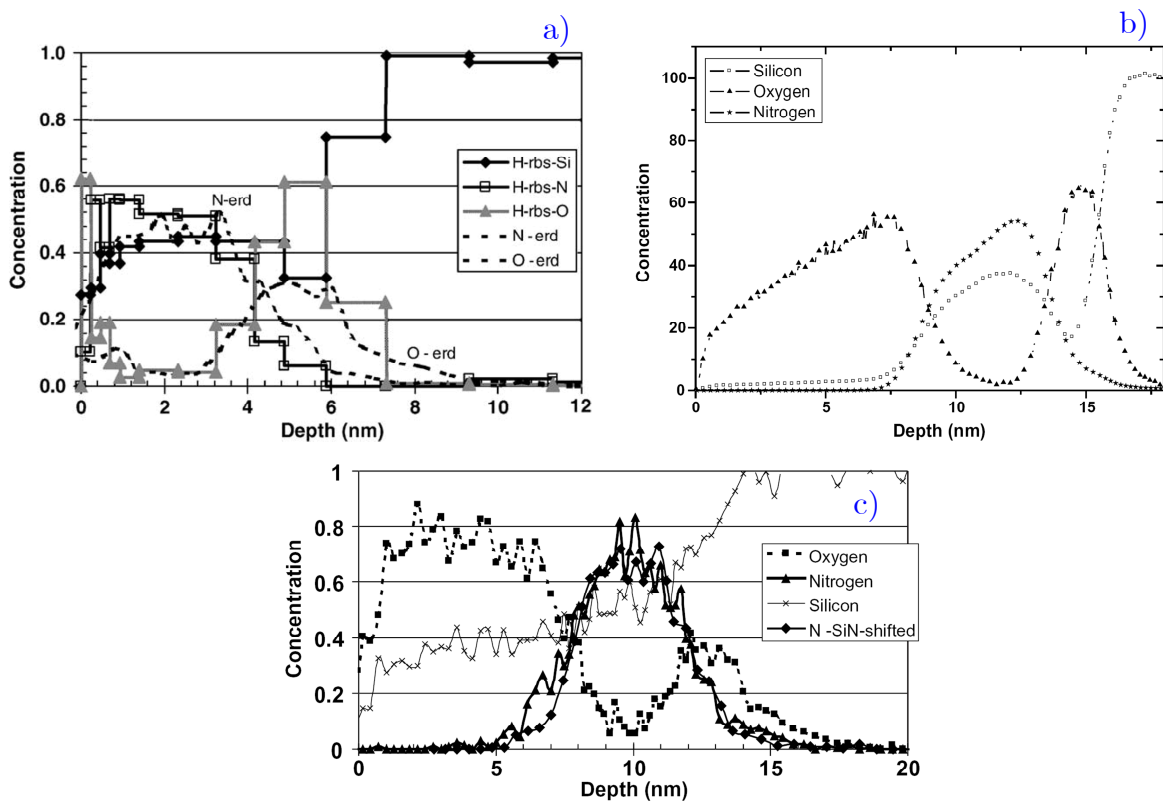 a)
1.0
0.8
0.6
0.4
0.2
0.0
Concentration
N-erd
O - erd
H-rbs-Si
H-rbs-N
H-rbs-O
N - erd
O - erd
0 2 4 6 8 10 12
Depth (nm)
b)
100
80
60
40
20
0
Concentration
Silicon
Oxygen
Nitrogen
0 5 10 15
Depth (nm)
c)
1
0.8
0.6
0.4
0.2
0
Concentration
Oxygen
Nitrogen
Silicon
N -SiN-shifted
0 5 10 15 20
Depth (nm)